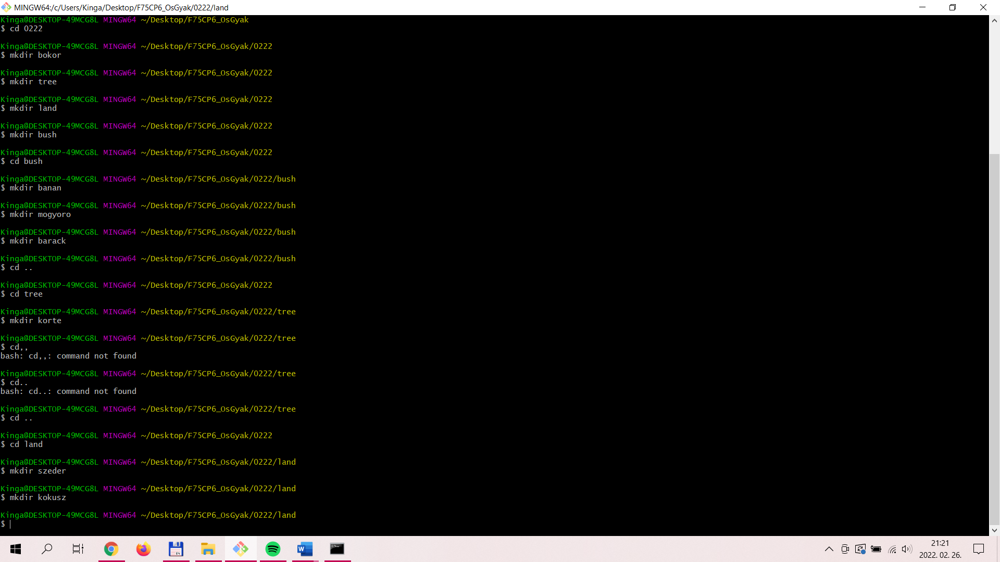 MINGW64:/c/Users/Kinga/Desktop/F75CP6_OsGyak/0222/land
Kinga@DESKTOP-49MCG8L MINGW64 ~/Desktop/F75CP6_OsGyak
$ cd 0222
Kinga@DESKTOP-49MCG8L MINGW64 ~/Desktop/F75CP6_OsGyak/0222
$ mkdir bokor
Kinga@DESKTOP-49MCG8L MINGW64 ~/Desktop/F75CP6_OsGyak/0222
$ mkdir tree
Kinga@DESKTOP-49MCG8L MINGW64 ~/Desktop/F75CP6_OsGyak/0222
$ mkdir land
Kinga@DESKTOP-49MCG8L MINGW64 ~/Desktop/F75CP6_OsGyak/0222
$ mkdir bush
Kinga@DESKTOP-49MCG8L MINGW64 ~/Desktop/F75CP6_OsGyak/0222
$ cd bush
Kinga@DESKTOP-49MCG8L MINGW64 ~/Desktop/F75CP6_OsGyak/0222/bush
$ mkdir banan
Kinga@DESKTOP-49MCG8L MINGW64 ~/Desktop/F75CP6_OsGyak/0222/bush
$ mkdir mogyoro
Kinga@DESKTOP-49MCG8L MINGW64 ~/Desktop/F75CP6_OsGyak/0222/bush
$ mkdir barack
Kinga@DESKTOP-49MCG8L MINGW64 ~/Desktop/F75CP6_OsGyak/0222/bush
$ cd ..
Kinga@DESKTOP-49MCG8L MINGW64 ~/Desktop/F75CP6_OsGyak/0222
$ cd tree
Kinga@DESKTOP-49MCG8L MINGW64 ~/Desktop/F75CP6_OsGyak/0222/tree
$ mkdir korte
Kinga@DESKTOP-49MCG8L MINGW64 ~/Desktop/F75CP6_OsGyak/0222/tree
$ cd,,
bash: cd,,: command not found
Kinga@DESKTOP-49MCG8L MINGW64 ~/Desktop/F75CP6_OsGyak/0222/tree
$ cd..
bash: cd..: command not found
Kinga@DESKTOP-49MCG8L MINGW64 ~/Desktop/F75CP6_OsGyak/0222/tree
$ cd ..
Kinga@DESKTOP-49MCG8L MINGW64 ~/Desktop/F75CP6_OsGyak/0222
$ cd land
Kinga@DESKTOP-49MCG8L MINGW64 ~/Desktop/F75CP6_OsGyak/0222/land
$ mkdir szeder
Kinga@DESKTOP-49MCG8L MINGW64 ~/Desktop/F75CP6_OsGyak/0222/land
$ mkdir kokusz
Kinga@DESKTOP-49MCG8L MINGW64 ~/Desktop/F75CP6_OsGyak/0222/land
$
21:21
2022. 02. 26.